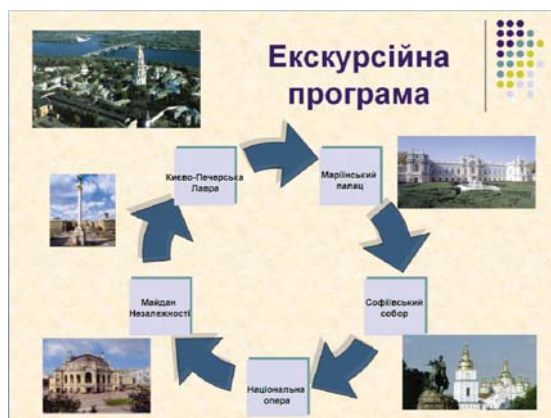 Екскурсійна
програма
Києво-Печерська
Лавра
Маріїнський
палац
Софіївський
собор
Національна
опера
Майдан
Незалежності